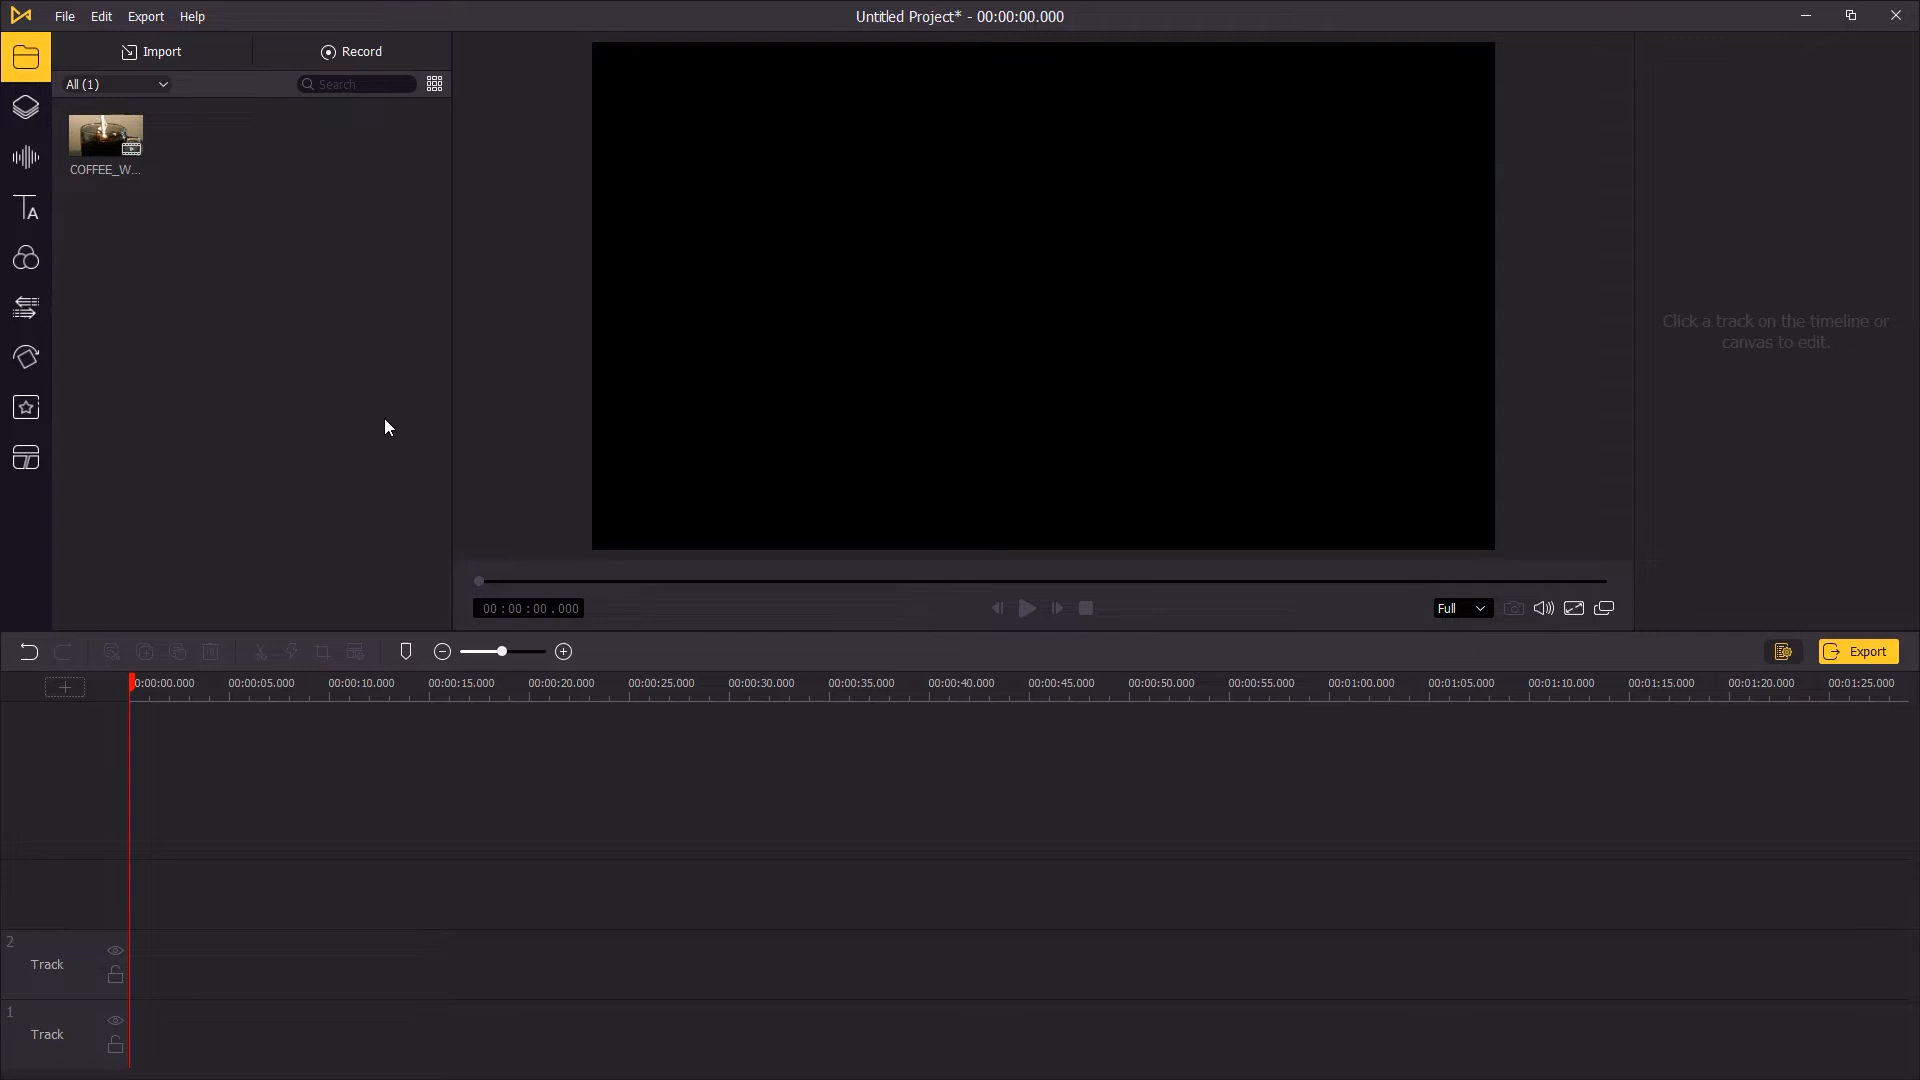 File Edit Export Help
Untitled Project* - 00:00:00.000
Import Record
All (1) Search
COFFEE_W...
Click a track on the timeline or
canvas to edit.
00 : 00 : 00 . 000
Full
Export
0:00:00.000 00:00:05.000 00:00:10.000 00:00:15.000 00:00:20.000 00:00:25.000 00:00:30.000 00:00:35.000 00:00:40.000 00:00:45.000 00:00:50.000 00:00:55.000 00:01:00.000 00:01:05.000 00:01:10.000 00:01:15.000 00:01:20.000 00:01:25.000
2
Track
1
Track